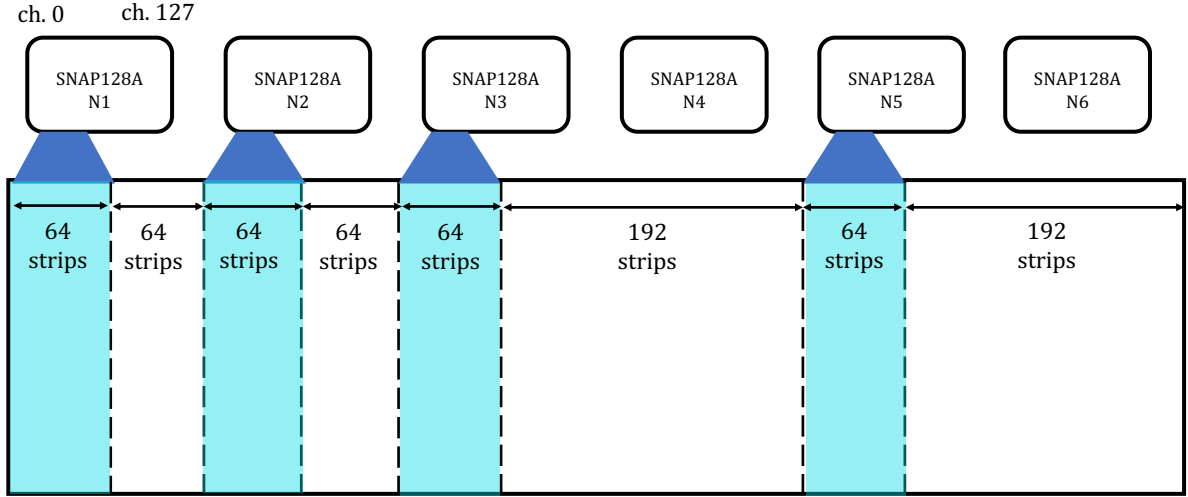 ch. 0 ch. 127
SNAP128A
N1
SNAP128A
N2
SNAP128A
N3
SNAP128A
N4
SNAP128A
N5
SNAP128A
N6
64
strips
64
strips
64
strips
64
strips
64
strips
192
strips
64
strips
192
strips